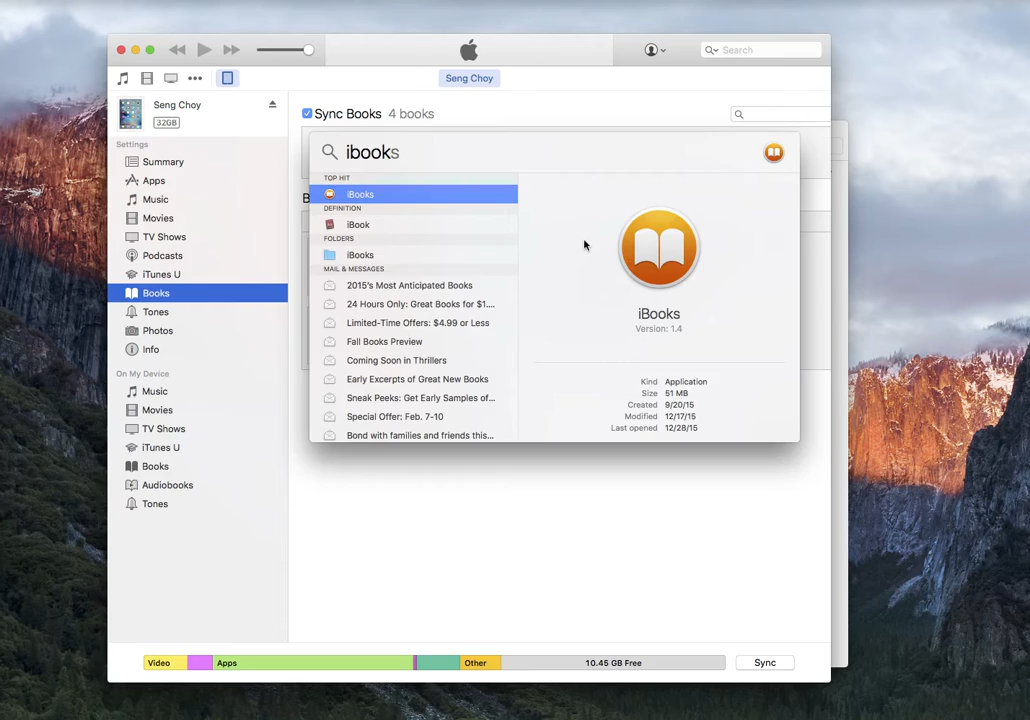 Search
Seng Choy
Seng Choy
32GB
Settings
Summary
Apps
Music
Movies
TV Shows
Podcasts
iTunes U
Books
Tones
Photos
Info
On My Device
Music
Movies
TV Shows
iTunes U
Books
Audiobooks
Tones
Sync Books 4 books
B
ibooks
TOP HIT
iBooks
DEFINITION
iBook
FOLDERS
iBooks
MAIL & MESSAGES
2015's Most Anticipated Books
24 Hours Only: Great Books for $1....
Limited-Time Offers: $4.99 or Less
Fall Books Preview
Coming Soon in Thrillers
Early Excerpts of Great New Books
Sneak Peeks: Get Early Samples of...
Special Offer: Feb. 7-10
Bond with families and friends this...
iBooks
Version: 1.4
Kind Application
Size 51 MB
Created 9/20/15
Modified 12/17/15
Last opened 12/28/15
Video Apps Other 10.45 GB Free Sync